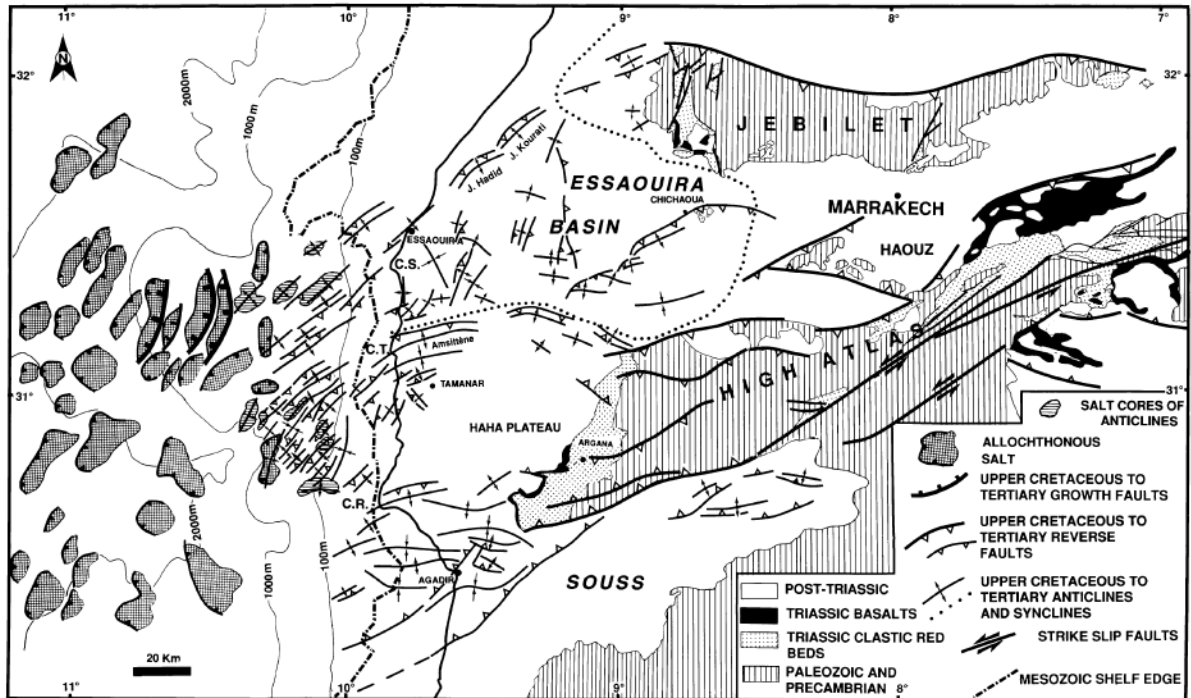 11°
10°
9°
8°
7°
N
32°
32°
2000m
1000 m
100m
J. Kourati
J. Hadid
JEBILET
ESSAOUIRA
CHICHAOUA
BASIN
MARRAKECH
ESSAOUIRA
HAOUZ
C.S.
C.T.
Amsittène
TAMANAR
HIGH ATLAS
31°
31°
HAHA PLATEAU
ARGANA
C.R.
2000m
1000m
100m
AGADIR
SOUSS
20 Km
SALT CORES OF
ANTICLINES
ALLOCHTHONOUS
SALT
UPPER CRETACEOUS TO
TERTIARY GROWTH FAULTS
UPPER CRETACEOUS TO
TERTIARY REVERSE
FAULTS
UPPER CRETACEOUS TO
TERTIARY ANTICLINES
AND SYNCLINES
STRIKE SLIP FAULTS
MESOZOIC SHELF EDGE
POST-TRIASSIC
TRIASSIC BASALTS
TRIASSIC CLASTIC RED
BEDS
PALEOZOIC AND
PRECAMBRIAN
11°
10°
9°
8°